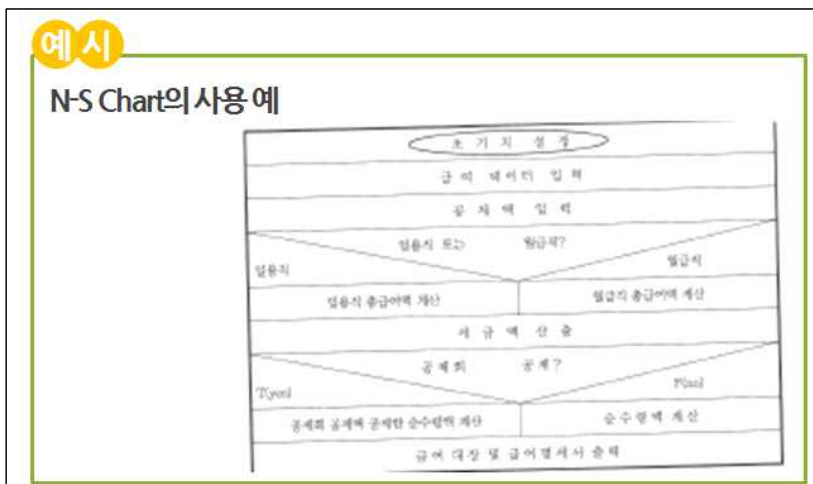 예시
N-S Chart의 사용 예
초 기 치 설 정
급 여 데 이 터 입 력
공 제 액 입 력
일용직 또는 월급직?
일용직 월급직
일용직 총급여액 계산 월급직 총급여액 계산
세 금 액 산 출
공 제 회 공 제 ?
T(yes) F(no)
공제회 공제액 공제한 순수령액 계산 순 수 령 액 계 산
급여 대장 및 급여명세서 출력